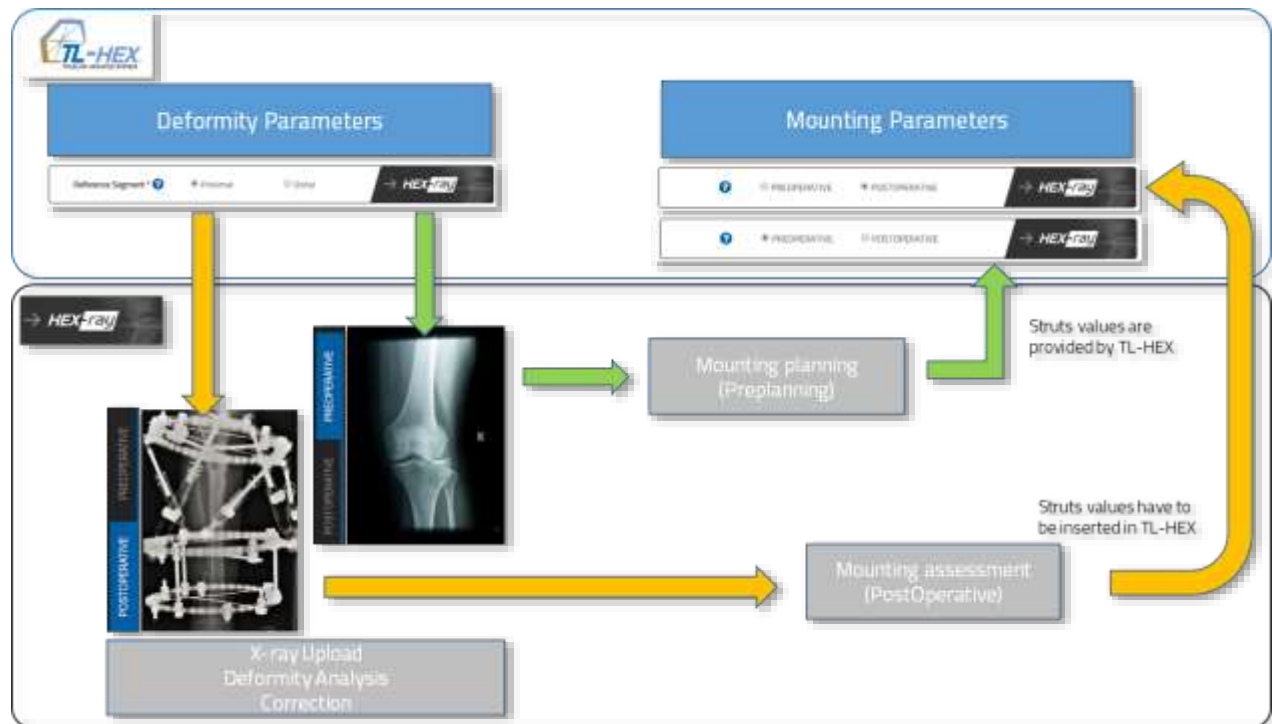 TL-HEX
Deformity Parameters
Mounting Parameters
Reference Segment * ?
Proximal
Distal
→ HEX-ray
? PREOPERATIVE POSTOPERATIVE → HEX-ray
? PREOPERATIVE POSTOPERATIVE → HEX-ray
→ HEX-ray
PREOPERATIVE
POSTOPERATIVE
PREOPERATIVE
POSTOPERATIVE
Mounting planning
(Preplanning)
Struts values are
provided by TL-HEX
Struts values have to
be inserted in TL-HEX
Mounting assessment
(PostOperative)
X-ray Upload
Deformity Analysis
Correction